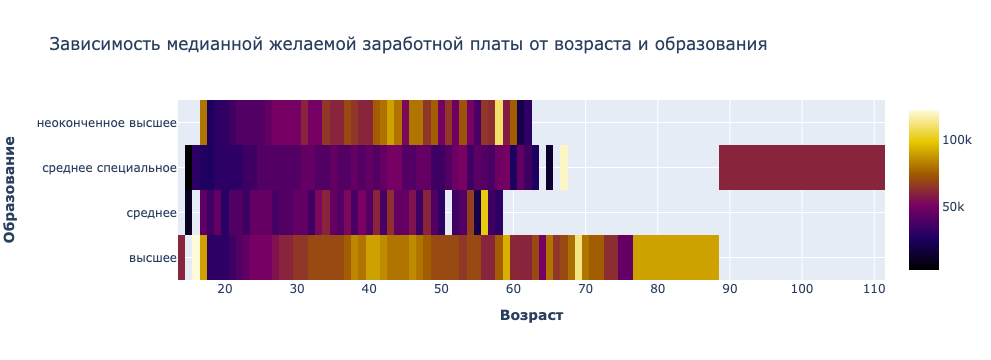 Зависимость медианной желаемой заработной платы от возраста и образования
Образование
неоконченное высшее
среднее специальное
среднее
высшее
20 30 40 50 60 70 80 90 100 110
Возраст
100k
50k